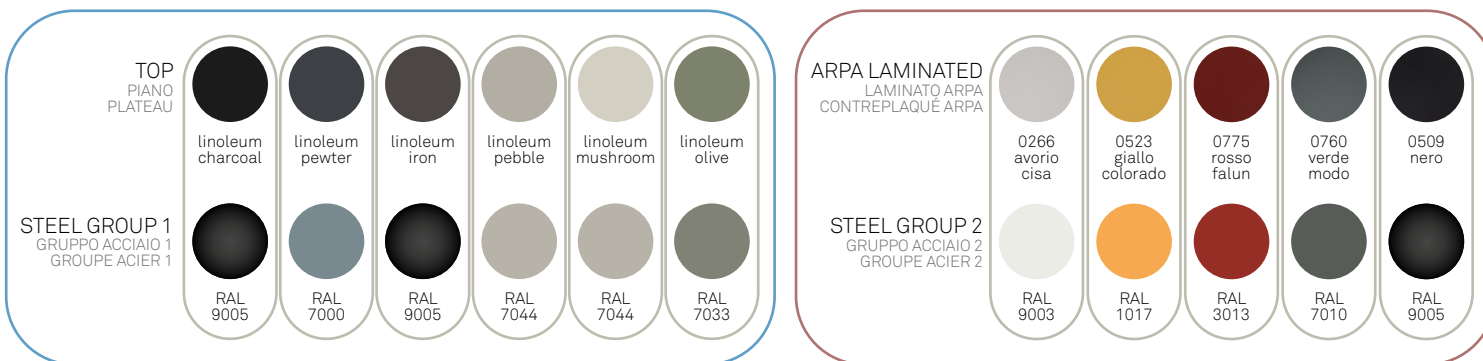 TOP
PIANO
PLATEAU
linoleum
charcoal
linoleum
pewter
linoleum
iron
linoleum
pebble
linoleum
mushroom
linoleum
olive
STEEL GROUP 1
GRUPPO ACCIAIO 1
GROUPE ACIER 1
RAL
9005
RAL
7000
RAL
9005
RAL
7044
RAL
7044
RAL
7033
ARPA LAMINATED
LAMINATO ARPA
CONTREPLAQUÉ ARPA
0266
avorio
cisa
0523
giallo
colorado
0775
rosso
falun
0760
verde
modo
0509
nero
STEEL GROUP 2
GRUPPO ACCIAIO 2
GROUPE ACIER 2
RAL
9003
RAL
1017
RAL
3013
RAL
7010
RAL
9005